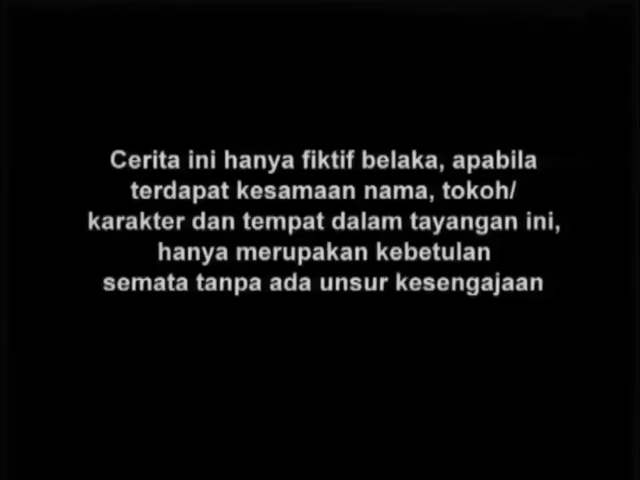 Cerita ini hanya fiktif belaka, apabila
terdapat kesamaan nama, tokoh/
karakter dan tempat dalam tayangan ini,
hanya merupakan kebetulan
semata tanpa ada unsur kesengajaan